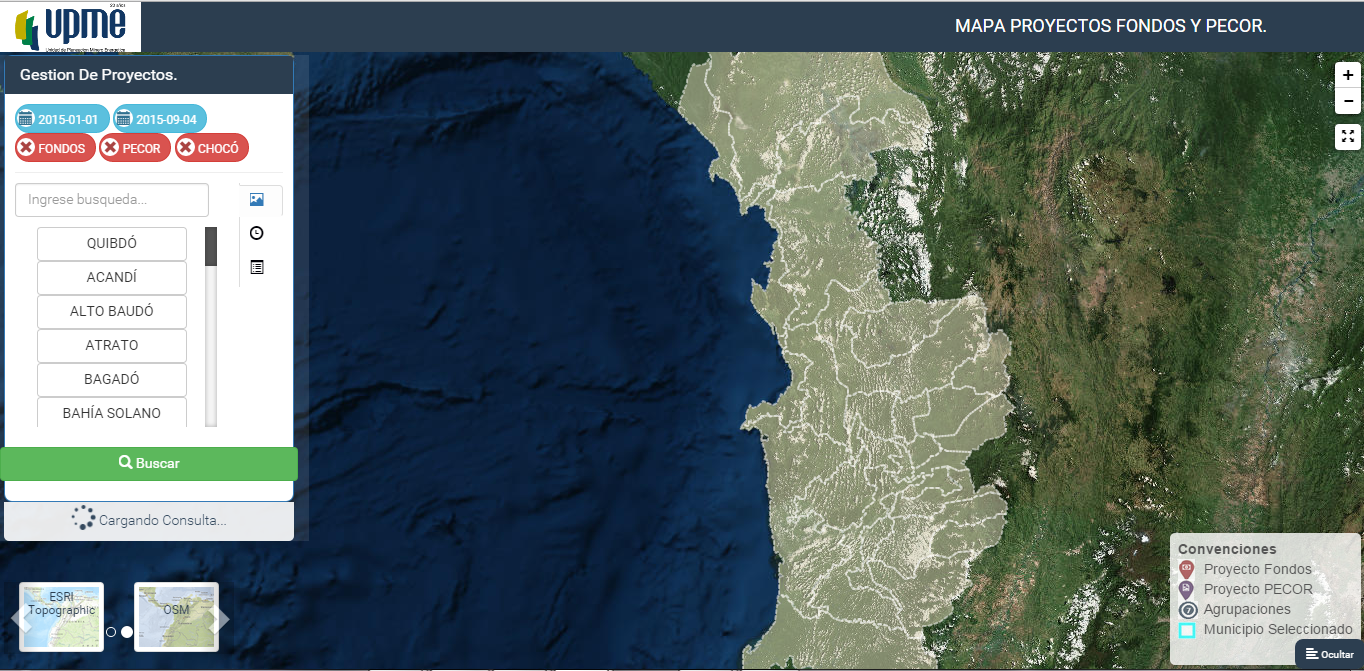 upme
Unidad de Planeación Minero Energética
MAPA PROYECTOS FONDOS Y PECOR.
Gestion De Proyectos.
2015-01-01 2015-09-04
FONDOS PECOR CHOCÓ
Ingrese busqueda...
QUIBDÓ
ACANDÍ
ALTO BAUDÓ
ATRATO
BAGADÓ
BAHÍA SOLANO
Buscar
Cargando Consulta...
ESRI
Topographic
OSM
+
−
Convenciones
Proyecto Fondos
Proyecto PECOR
Agrupaciones
Municipio Seleccionado
Ocultar